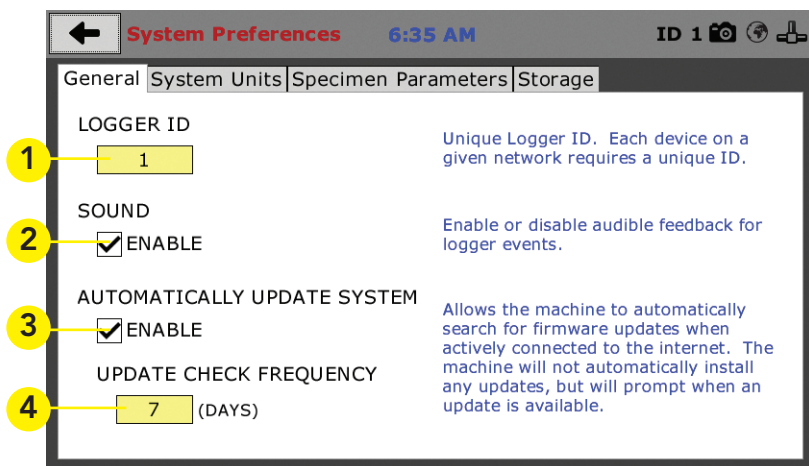 System Preferences 6:35 AM ID 1
General System Units Specimen Parameters Storage
LOGGER ID
1
1
Unique Logger ID. Each device on a
given network requires a unique ID.
SOUND
2
ENABLE
Enable or disable audible feedback for
logger events.
AUTOMATICALLY UPDATE SYSTEM
3
ENABLE
Allows the machine to automatically
search for firmware updates when
actively connected to the internet. The
machine will not automatically install
any updates, but will prompt when an
update is available.
UPDATE CHECK FREQUENCY
4
7 (DAYS)